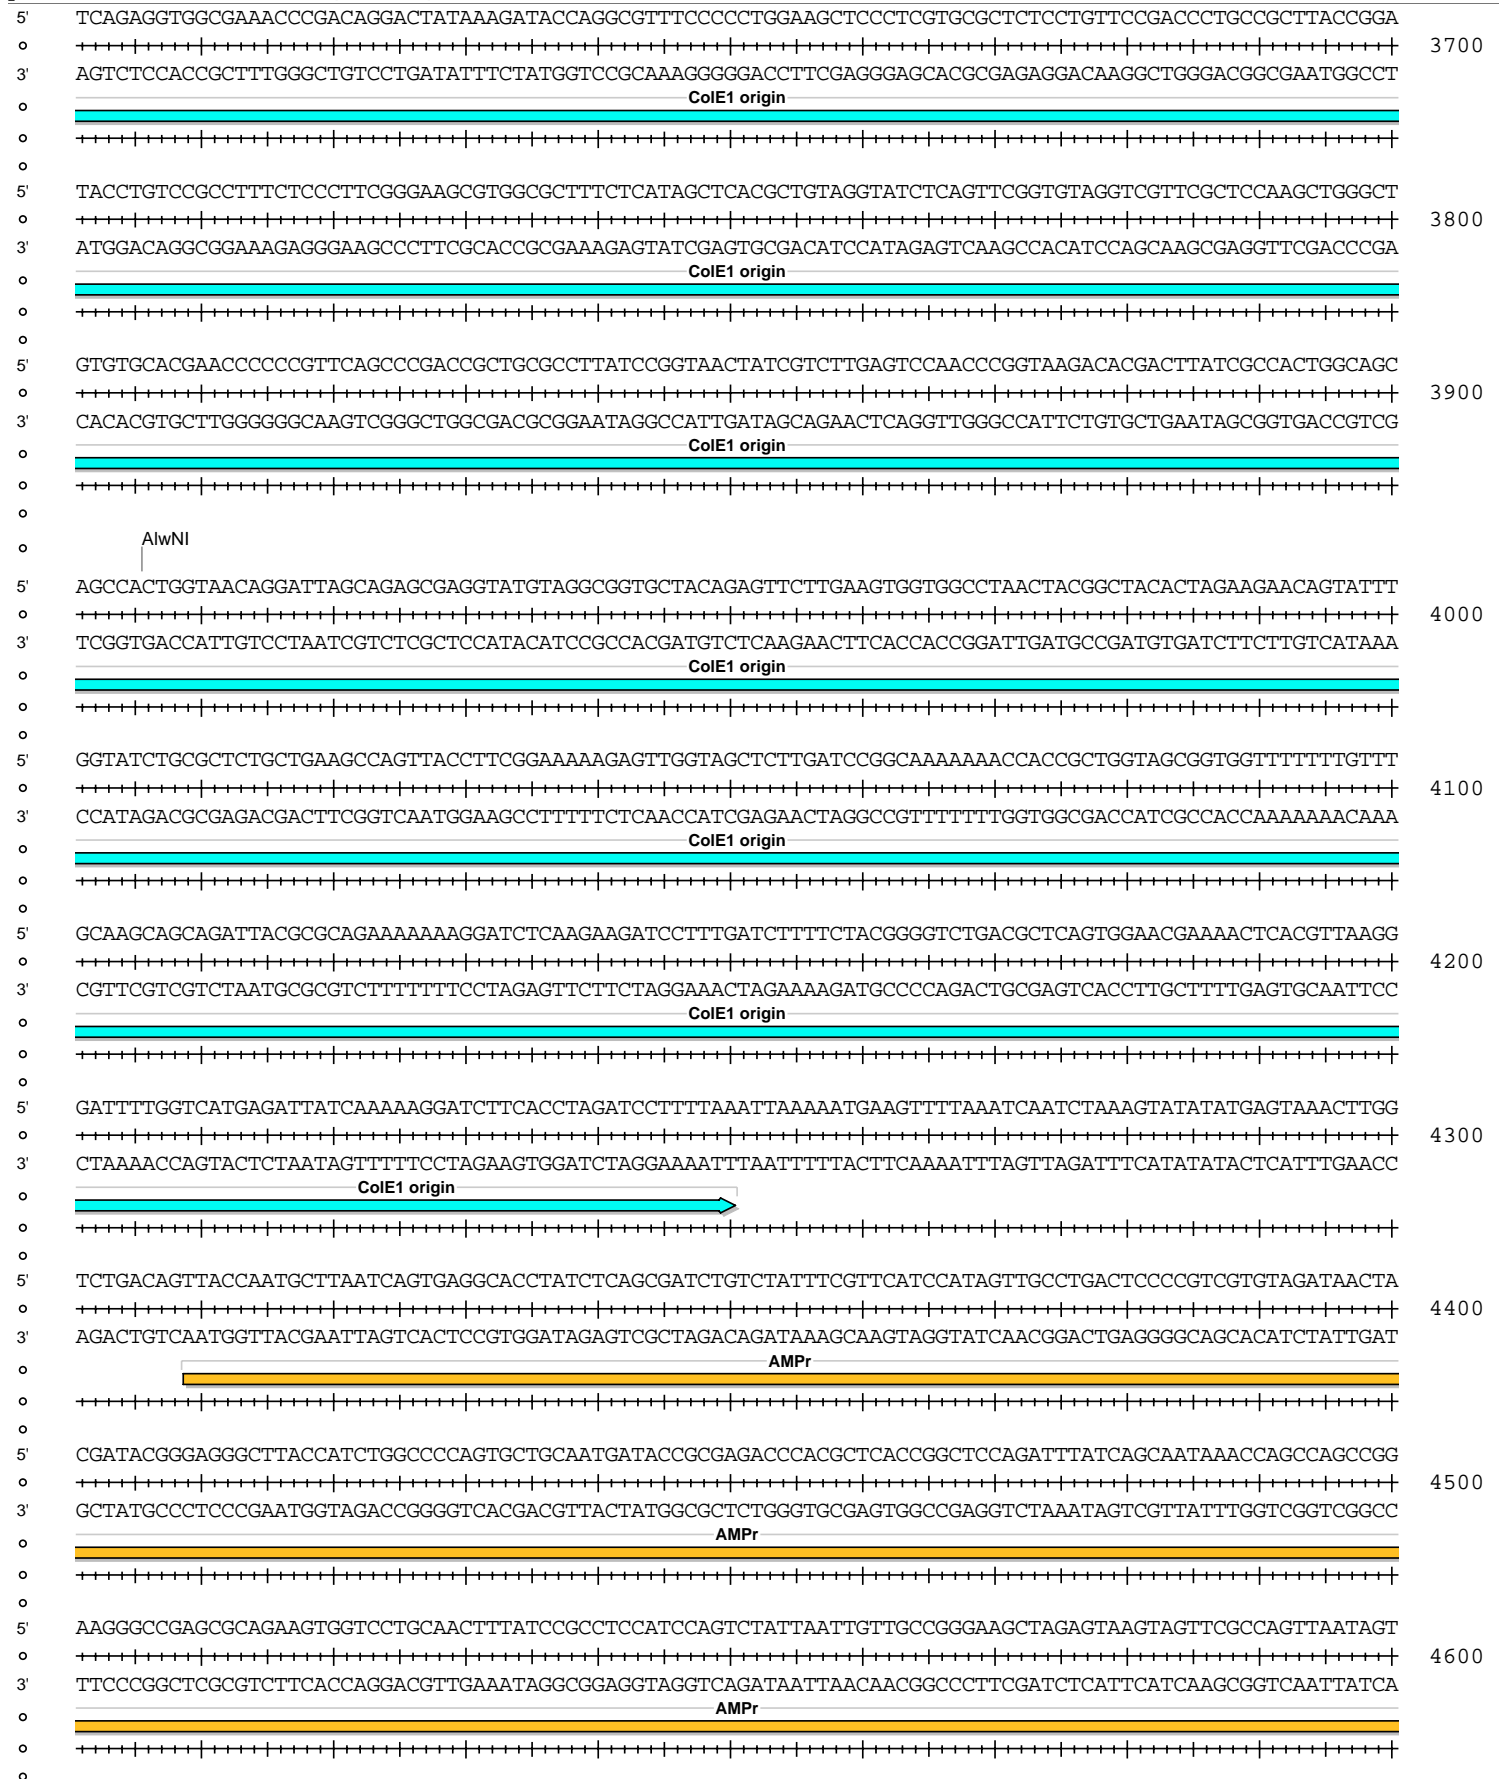 5' TCAGAGGTGGCGAAACCCGACAGGACTATAAAGATACCAGGCGTTTCCCCCTGGAAGCTCCCTCGTGCGCTCTCCTGTTCCGACCCTGCCGCTTACCGGA
3700
3' AGTCTCCACCGCTTTGGGCTGTCCTGATATTTCTATGGTCCGCAAAGGGGGACCTTCGAGGGAGCACGCGAGAGGACAAGGCTGGGACGGCGAATGGCCT
ColE1 origin
5' TACCTGTCCGCCTTTCTCCCTTCGGGAAGCGTGGCGCTTTCTCATAGCTCACGCTGTAGGTATCTCAGTTCGGTGTAGGTCGTTCGCTCCAAGCTGGGCT
3800
3' ATGGACAGGCGGAAAGAGGGAAGCCCTTCGCACCGCGAAAGAGTATCGAGTGCGACATCCATAGAGTCAAGCCACATCCAGCAAGCGAGGTTCGACCCGA
ColE1 origin
5' GTGTGCACGAACCCCCCGTTCAGCCCGACCGCTGCGCCTTATCCGGTAACTATCGTCTTGAGTCCAACCCGGTAAGACACGACTTATCGCCACTGGCAGC
3900
3' CACACGTGCTTGGGGGGCAAGTCGGGCTGGCGACGCGGAATAGGCCATTGATAGCAGAACTCAGGTTGGGCCATTCTGTGCTGAATAGCGGTGACCGTCG
ColE1 origin
AlwNI
5' AGCCACTGGTAACAGGATTAGCAGAGCGAGGTATGTAGGCGGTGCTACAGAGTTCTTGAAGTGGTGGCCTAACTACGGCTACACTAGAAGAACAGTATTT
4000
3' TCGGTGACCATTGTCCTAATCGTCTCGCTCCATACATCCGCCACGATGTCTCAAGAACTTCACCACCGGATTGATGCCGATGTGATCTTCTTGTCATAAA
ColE1 origin
5' GGTATCTGCGCTCTGCTGAAGCCAGTTACCTTCGGAAAAAGAGTTGGTAGCTCTTGATCCGGCAAAAAAACCACCGCTGGTAGCGGTGGTTTTTTTGTTT
4100
3' CCATAGACGCGAGACGACTTCGGTCAATGGAAGCCTTTTTCTCAACCATCGAGAACTAGGCCGTTTTTTTGGTGGCGACCATCGCCACCAAAAAAACAAA
ColE1 origin
5' GCAAGCAGCAGATTACGCGCAGAAAAAAAGGATCTCAAGAAGATCCTTTGATCTTTTCTACGGGGTCTGACGCTCAGTGGAACGAAAACTCACGTTAAGG
4200
3' CGTTCGTCGTCTAATGCGCGTCTTTTTTTCCTAGAGTTCTTCTAGGAAACTAGAAAAGATGCCCCAGACTGCGAGTCACCTTGCTTTTGAGTGCAATTCC
ColE1 origin
5' GATTTTGGTCATGAGATTATCAAAAAGGATCTTCACCTAGATCCTTTTAAATTAAAAATGAAGTTTTAAATCAATCTAAAGTATATATGAGTAAACTTGG
4300
3' CTAAAACCAGTACTCTAATAGTTTTTCCTAGAAGTGGATCTAGGAAAATTTAATTTTTACTTCAAAATTTAGTTAGATTTCATATATACTCATTTGAACC
ColE1 origin
5' TCTGACAGTTACCAATGCTTAATCAGTGAGGCACCTATCTCAGCGATCTGTCTATTTCGTTCATCCATAGTTGCCTGACTCCCCGTCGTGTAGATAACTA
4400
3' AGACTGTCAATGGTTACGAATTAGTCACTCCGTGGATAGAGTCGCTAGACAGATAAAGCAAGTAGGTATCAACGGACTGAGGGGCAGCACATCTATTGAT
AMPr
5' CGATACGGGAGGGCTTACCATCTGGCCCCAGTGCTGCAATGATACCGCGAGACCCACGCTCACCGGCTCCAGATTTATCAGCAATAAACCAGCCAGCCGG
4500
3' GCTATGCCCTCCCGAATGGTAGACCGGGGTCACGACGTTACTATGGCGCTCTGGGTGCGAGTGGCCGAGGTCTAAATAGTCGTTATTTGGTCGGTCGGCC
AMPr
5' AAGGGCCGAGCGCAGAAGTGGTCCTGCAACTTTATCCGCCTCCATCCAGTCTATTAATTGTTGCCGGGAAGCTAGAGTAAGTAGTTCGCCAGTTAATAGT
4600
3' TTCCCGGCTCGCGTCTTCACCAGGACGTTGAAATAGGCGGAGGTAGGTCAGATAATTAACAACGGCCCTTCGATCTCATTCATCAAGCGGTCAATTATCA
AMPr